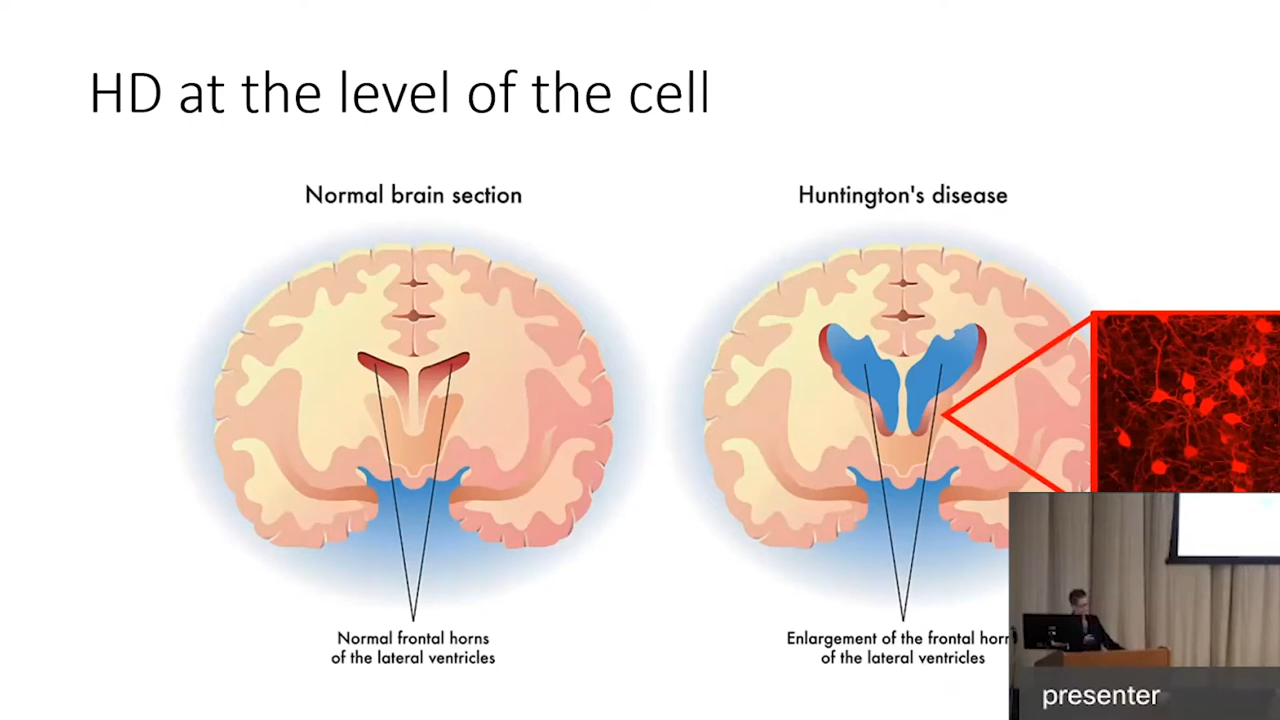 HD at the level of the cell
Normal brain section
Huntington's disease
Normal frontal horns
of the lateral ventricles
Enlargement of the frontal horn
of the lateral ventricles
presenter